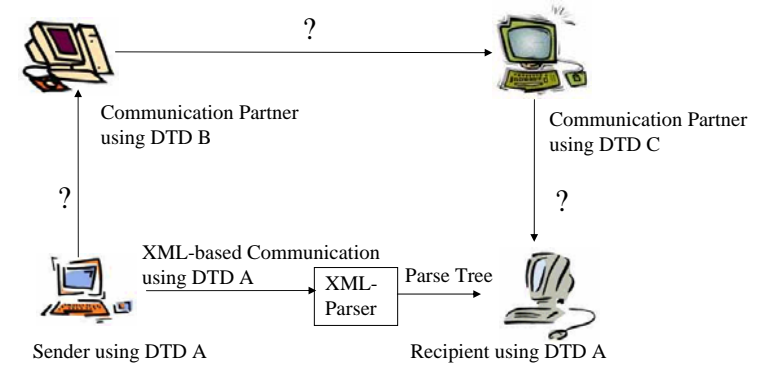 ?
Communication Partner
using DTD B
Communication Partner
using DTD C
?
?
XML-based Communication
using DTD A
XML-
Parser
Parse Tree
Sender using DTD A
Recipient using DTD A